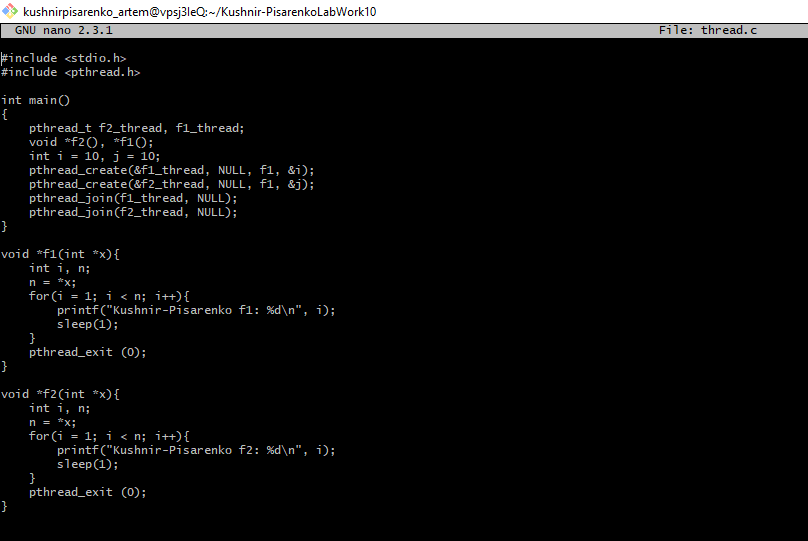 kushnirpisarenko_artem@vpsj3leQ:~/Kushnir-PisarenkoLabWork10
GNU nano 2.3.1 File: thread.c
#include <stdio.h>
#include <pthread.h>
int main()
{
    pthread_t f2_thread, f1_thread;
    void *f2(), *f1();
    int i = 10, j = 10;
    pthread_create(&f1_thread, NULL, f1, &i);
    pthread_create(&f2_thread, NULL, f1, &j);
    pthread_join(f1_thread, NULL);
    pthread_join(f2_thread, NULL);
}
void *f1(int *x){
    int i, n;
    n = *x;
    for(i = 1; i < n; i++){
        printf("Kushnir-Pisarenko f1: %d\n", i);
        sleep(1);
    }
    pthread_exit (0);
}
void *f2(int *x){
    int i, n;
    n = *x;
    for(i = 1; i < n; i++){
        printf("Kushnir-Pisarenko f2: %d\n", i);
        sleep(1);
    }
    pthread_exit (0);
}